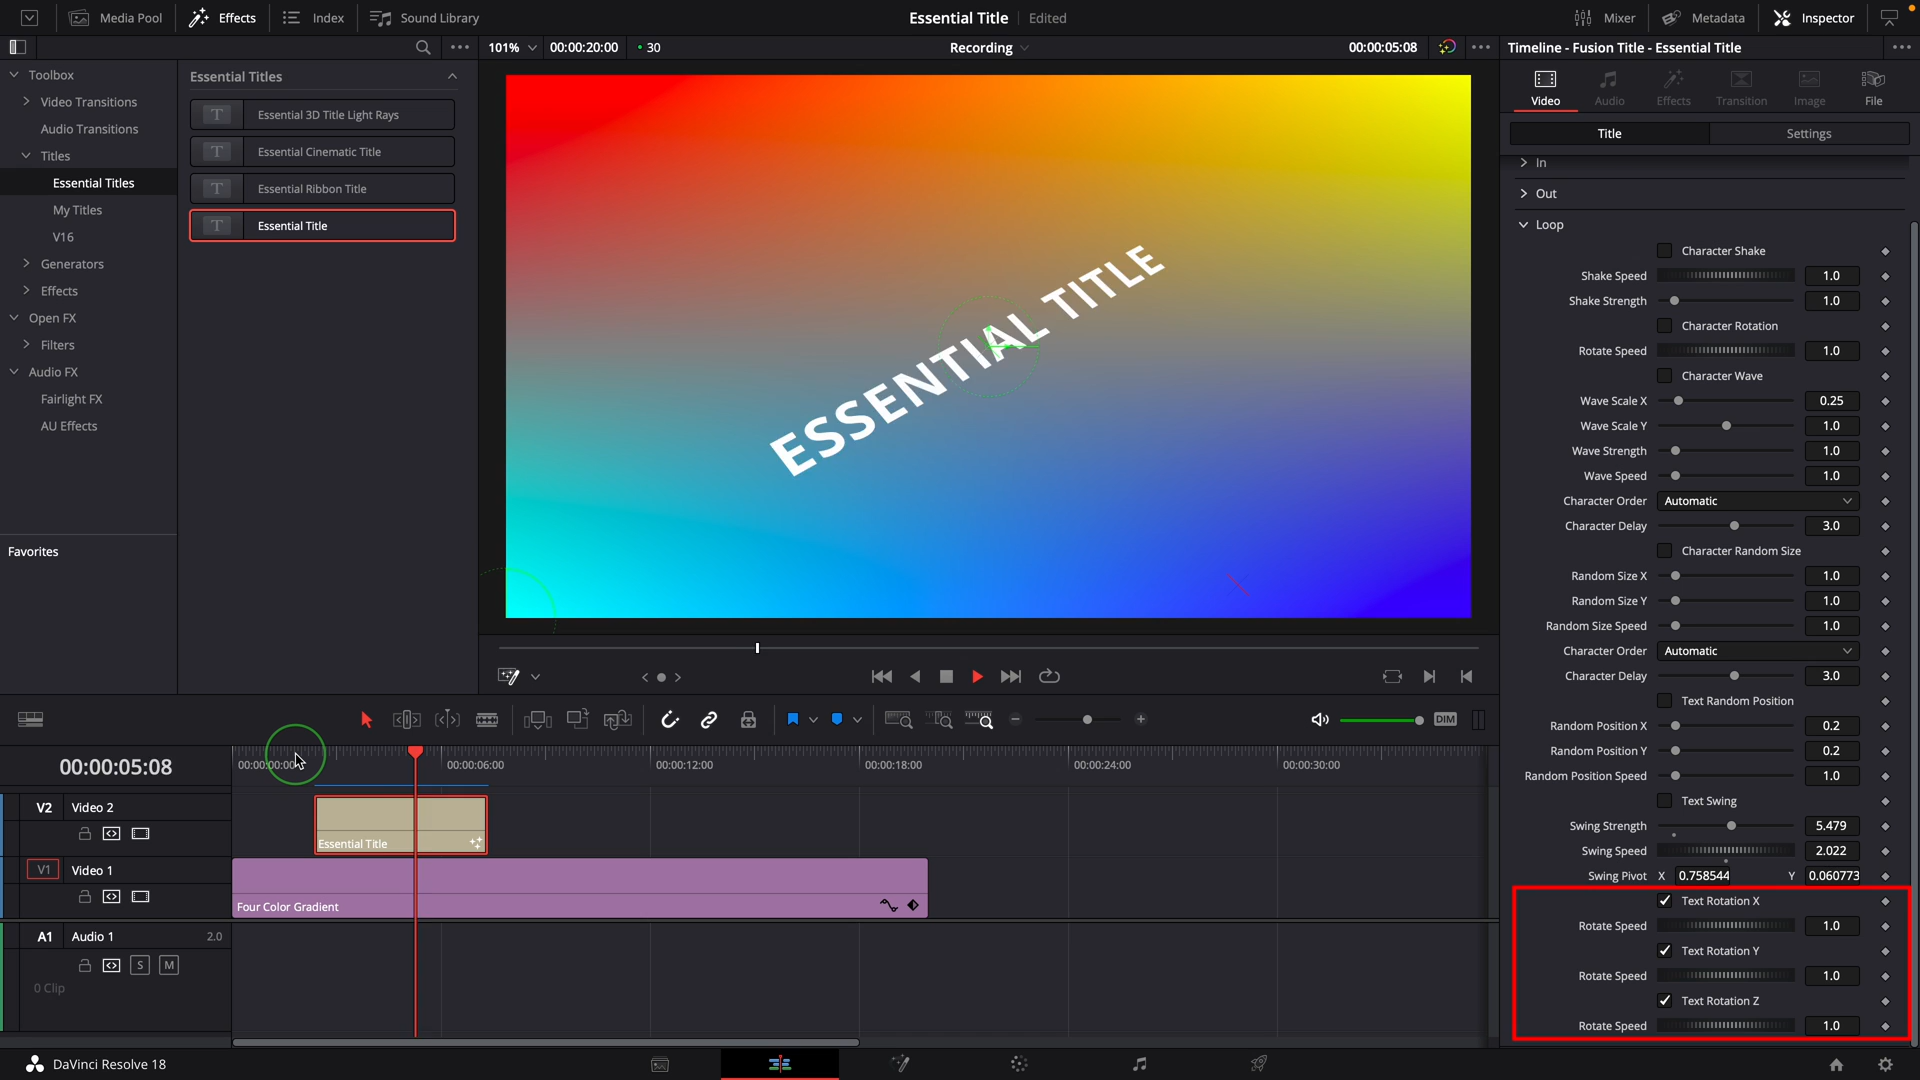 Media Pool
Effects
Index
Sound Library
Essential Title
Edited
Mixer
Metadata
Inspector
101%
00:00:20:00
30
Recording
00:00:05:08
Timeline - Fusion Title - Essential Title
Toolbox
Video Transitions
Audio Transitions
Titles
Essential Titles
My Titles
V16
Generators
Effects
Open FX
Filters
Audio FX
Fairlight FX
AU Effects
Favorites
Essential Titles
T Essential 3D Title Light Rays
T Essential Cinematic Title
T Essential Ribbon Title
T Essential Title
ESSENTIAL TITLE
Video
Audio
Effects
Transition
Image
File
Title
Settings
In
Out
Loop
Character Shake
Shake Speed 1.0
Shake Strength 1.0
Character Rotation
Rotate Speed 1.0
Character Wave
Wave Scale X 0.25
Wave Scale Y 1.0
Wave Strength 1.0
Wave Speed 1.0
Character Order Automatic
Character Delay 3.0
Character Random Size
Random Size X 1.0
Random Size Y 1.0
Random Size Speed 1.0
Character Order Automatic
Character Delay 3.0
Text Random Position
Random Position X 0.2
Random Position Y 0.2
Random Position Speed 1.0
Text Swing
Swing Strength 5.479
Swing Speed 2.022
Swing Pivot X 0.758544 Y 0.060773
Text Rotation X
Rotate Speed 1.0
Text Rotation Y
Rotate Speed 1.0
Text Rotation Z
Rotate Speed 1.0
DIM
00:00:05:08
00:00:06:00
00:00:12:00
00:00:18:00
00:00:24:00
00:00:30:00
V2 Video 2
Essential Title
V1 Video 1
Four Color Gradient
A1 Audio 1 2.0
S M
0 Clip
DaVinci Resolve 18